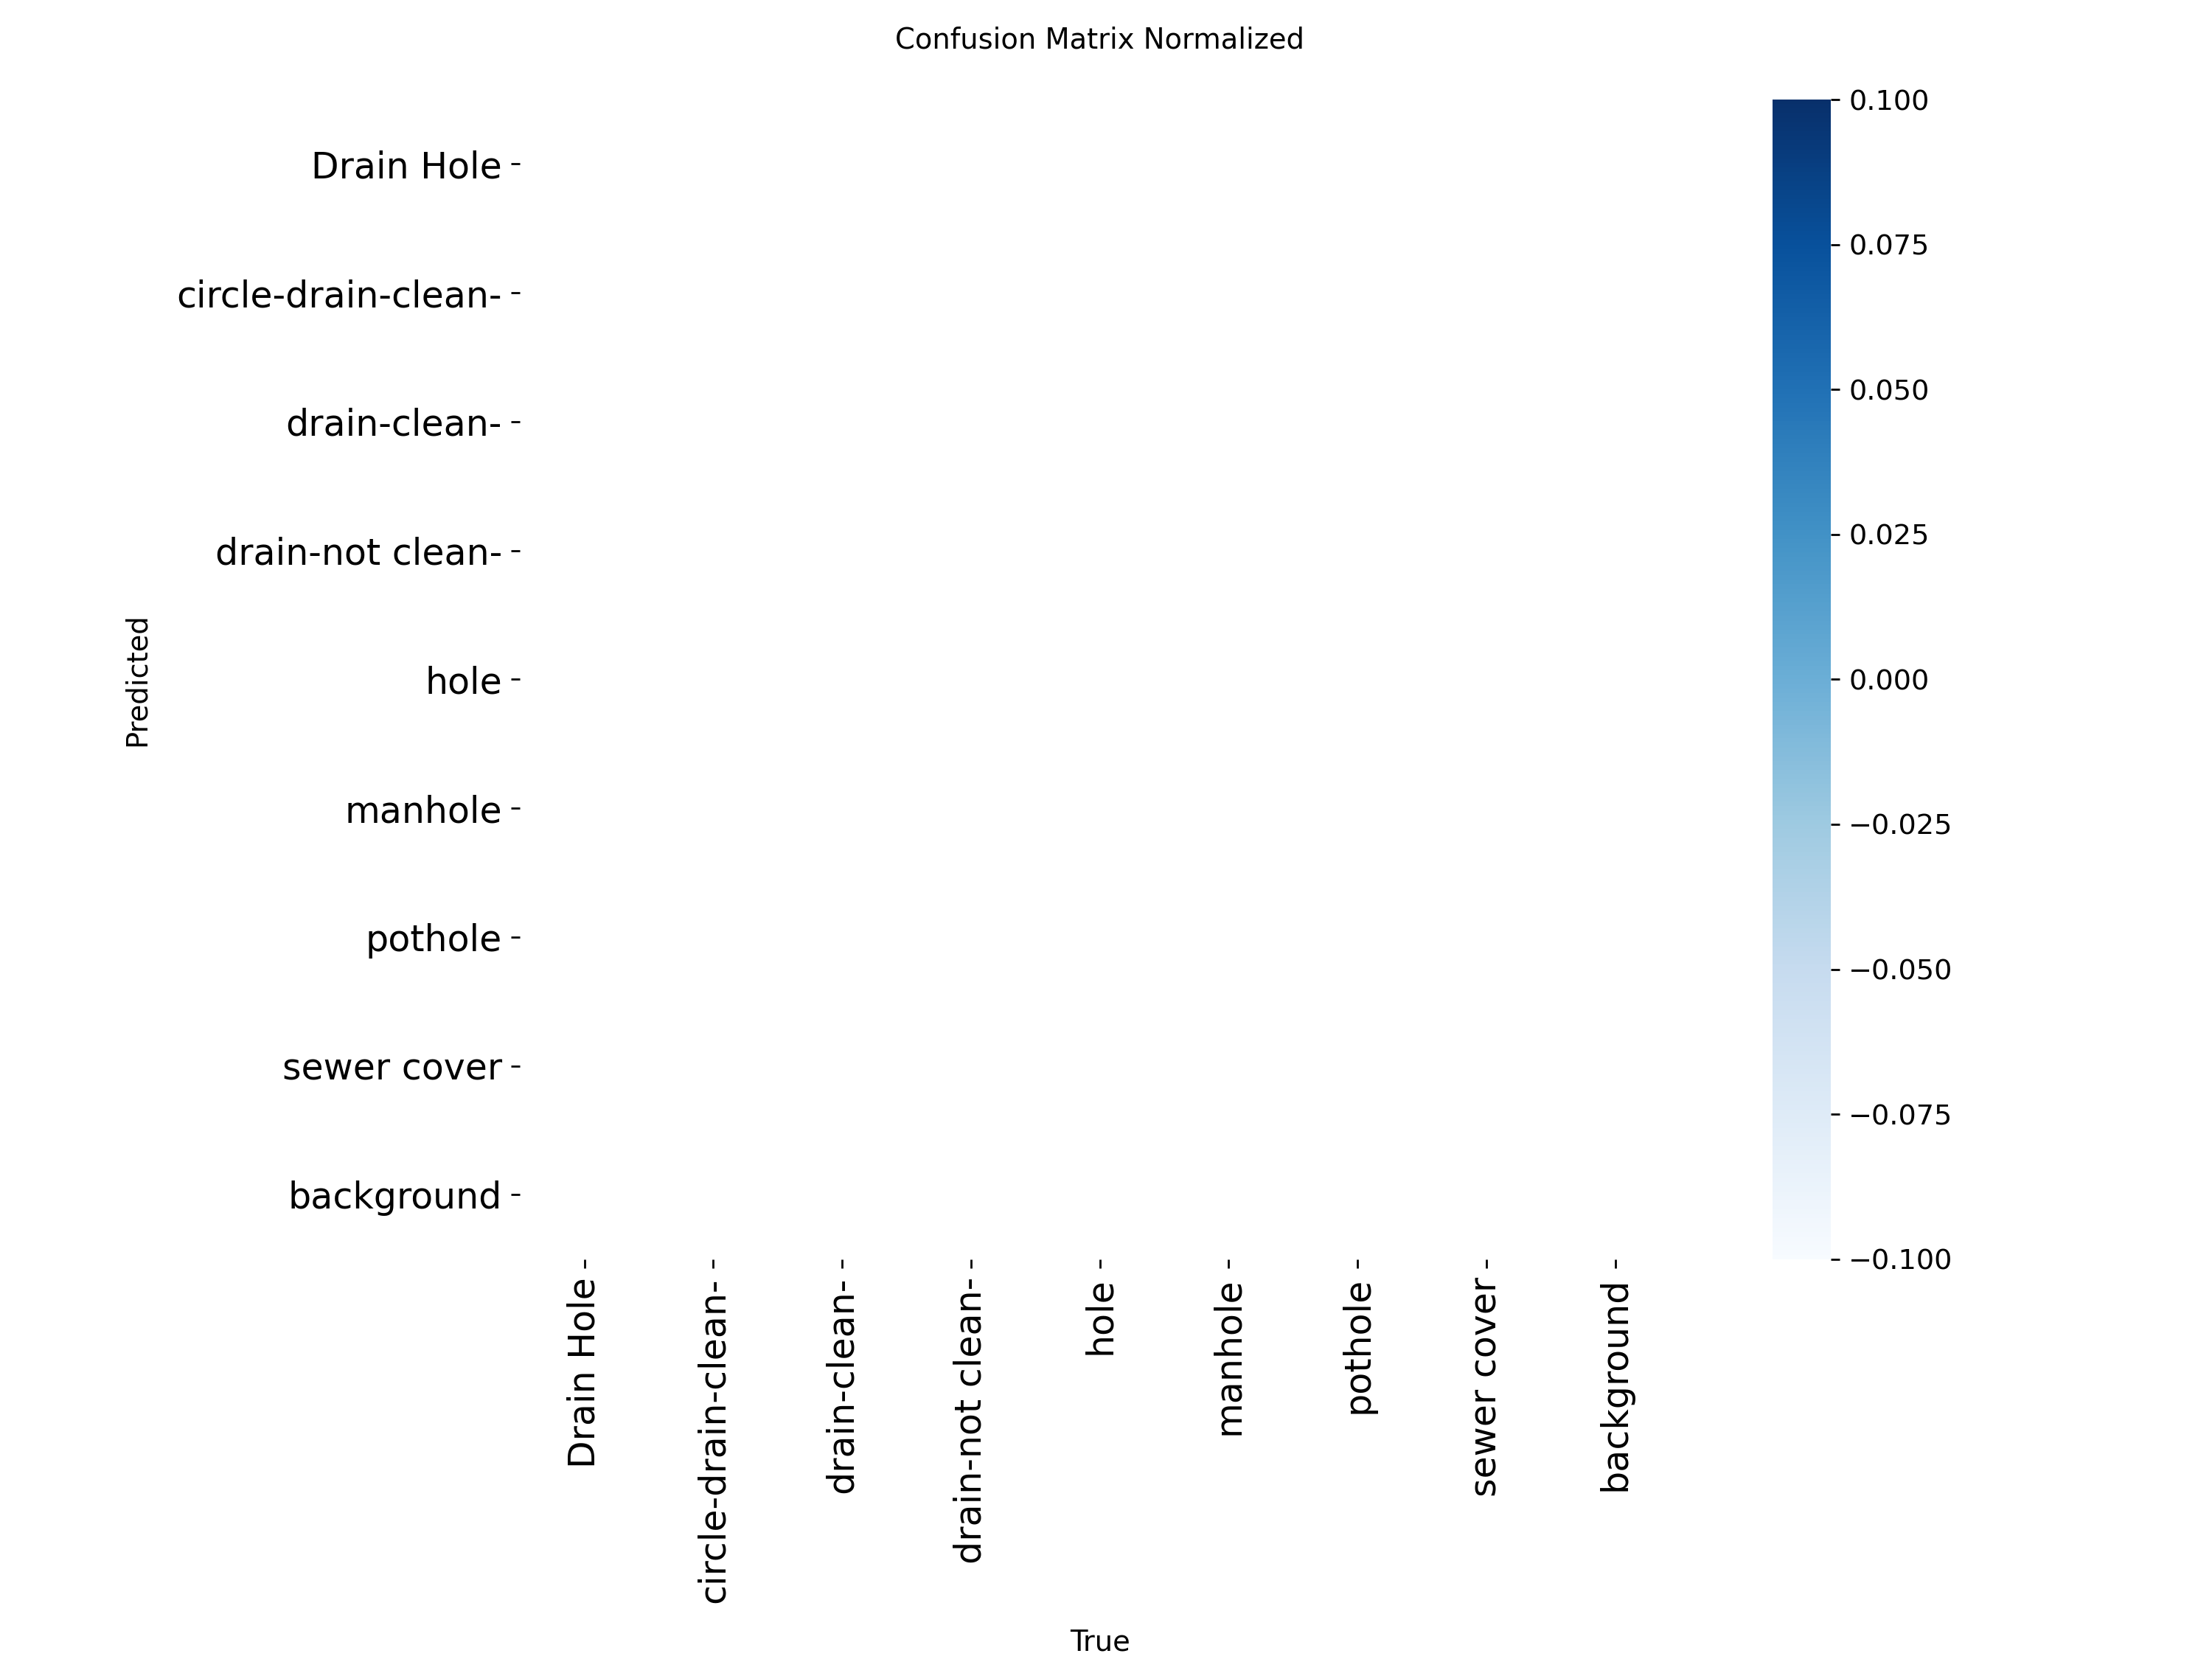 Confusion Matrix Normalized
Predicted
Drain Hole
circle-drain-clean-
drain-clean-
drain-not clean-
hole
manhole
pothole
sewer cover
background
Drain Hole
circle-drain-clean-
drain-clean-
drain-not clean-
hole
manhole
pothole
sewer cover
background
True
0.100
0.075
0.050
0.025
0.000
−0.025
−0.050
−0.075
−0.100